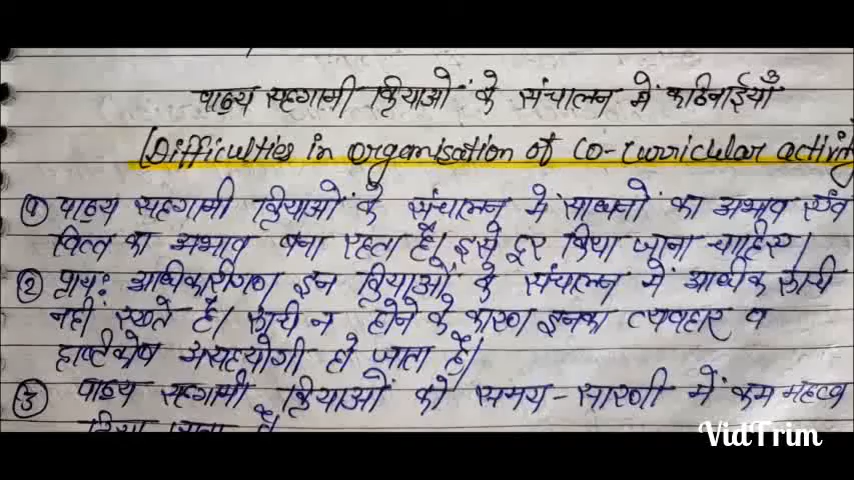 पाठ्य सहगामी क्रियाओं के संचालन में कठिनाईयाँ
(Difficulties in organisation of co-curricular activit
① पाठ्य सहगामी क्रियाओं के संचालन में साधनों का अभाव एवं
वित्त का अभाव बना रहता है। इसे दूर किया जाना चाहिए।
② प्राय: अधिकारीगण इन क्रियाओं के संचालन में अधिक रूची
नही रखते है। रूची न होने के कारण इनका व्यवहार व
दृष्टिकोष असहयोगी हो जाता है।
③ पाठ्य सहगामी क्रियाओं को समय-सारणी में कम महत्व
दिया जाता है
VidTrim